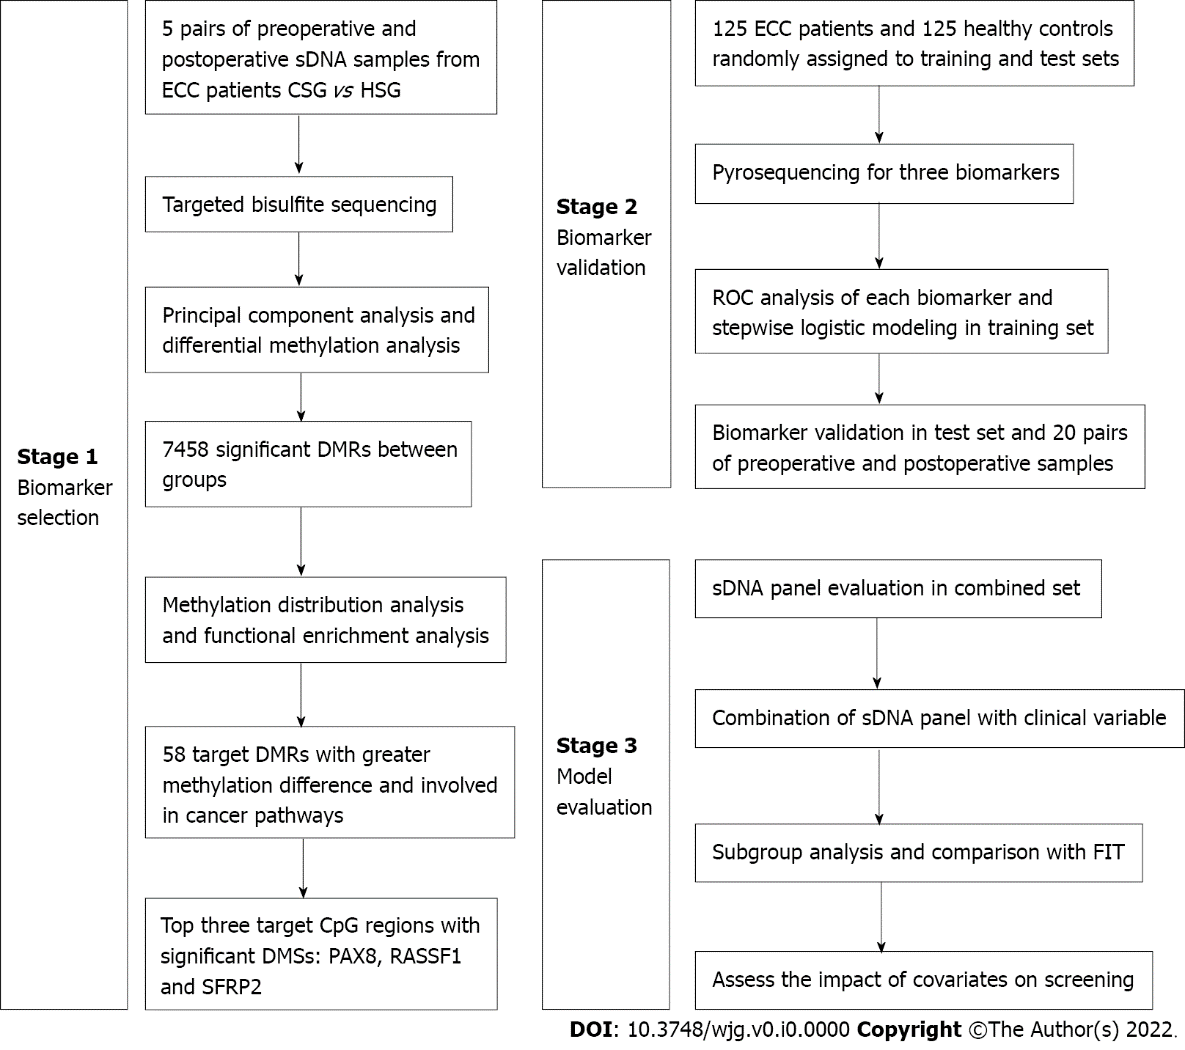 Stage 1
Biomarker
selection
5 pairs of preoperative and
postoperative sDNA samples from
ECC patients CSG vs HSG
Targeted bisulfite sequencing
Principal component analysis and
differential methylation analysis
7458 significant DMRs between
groups
Methylation distribution analysis
and functional enrichment analysis
58 target DMRs with greater
methylation difference and involved
in cancer pathways
Top three target CpG regions with
significant DMSs: PAX8, RASSF1
and SFRP2
Stage 2
Biomarker
validation
125 ECC patients and 125 healthy controls
randomly assigned to training and test sets
Pyrosequencing for three biomarkers
ROC analysis of each biomarker and
stepwise logistic modeling in training set
Biomarker validation in test set and 20 pairs
of preoperative and postoperative samples
Stage 3
Model
evaluation
sDNA panel evaluation in combined set
Combination of sDNA panel with clinical variable
Subgroup analysis and comparison with FIT
Assess the impact of covariates on screening
DOI: 10.3748/wjg.v0.i0.0000 Copyright ©The Author(s) 2022.